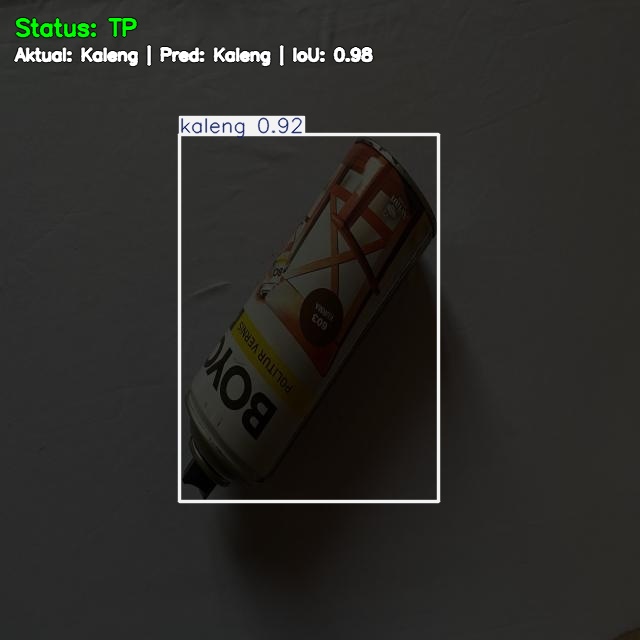 Status: TP
Aktual: Kaleng | Pred: Kaleng | IoU: 0.98
kaleng 0.92
603
POLITUR VERNIS
BOYO